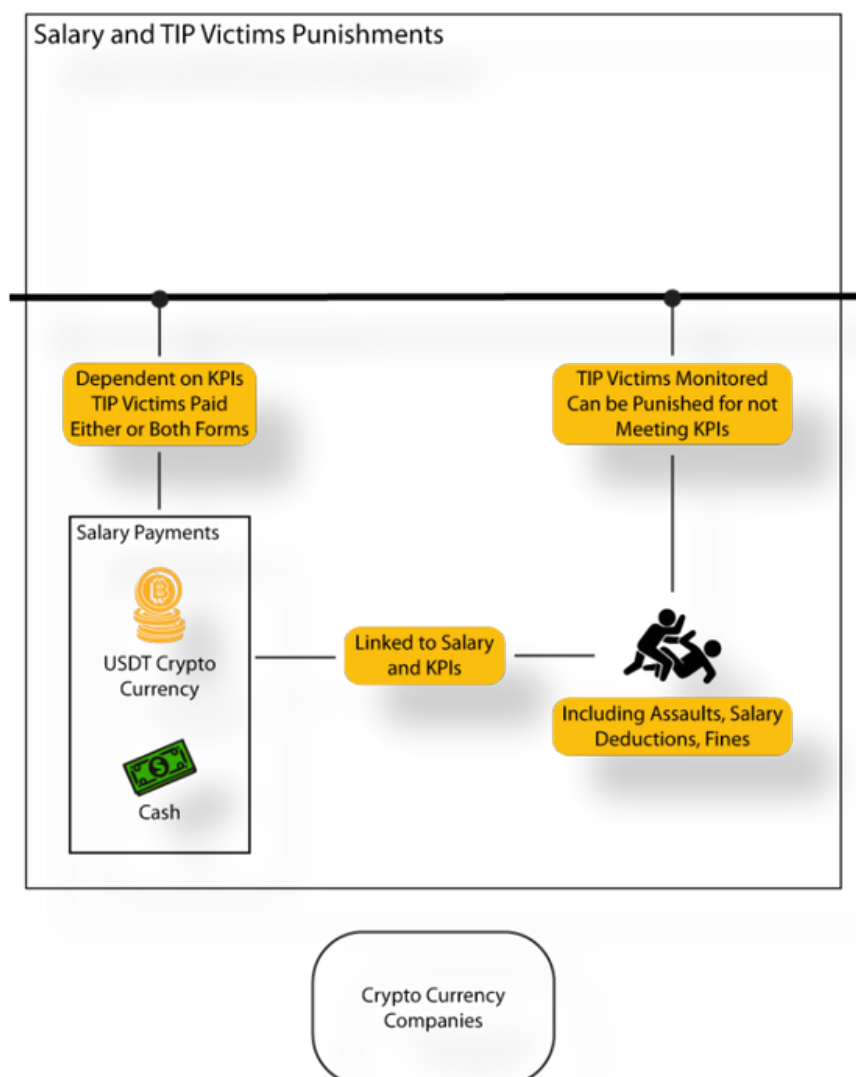 Salary and TIP Victims Punishments
Dependent on KPIs
TIP Victims Paid
Either or Both Forms
TIP Victims Monitored
Can be Punished for not
Meeting KPIs
Salary Payments
USDT Crypto
Currency
Cash
Linked to Salary
and KPIs
Including Assaults, Salary
Deductions, Fines
Crypto Currency
Companies